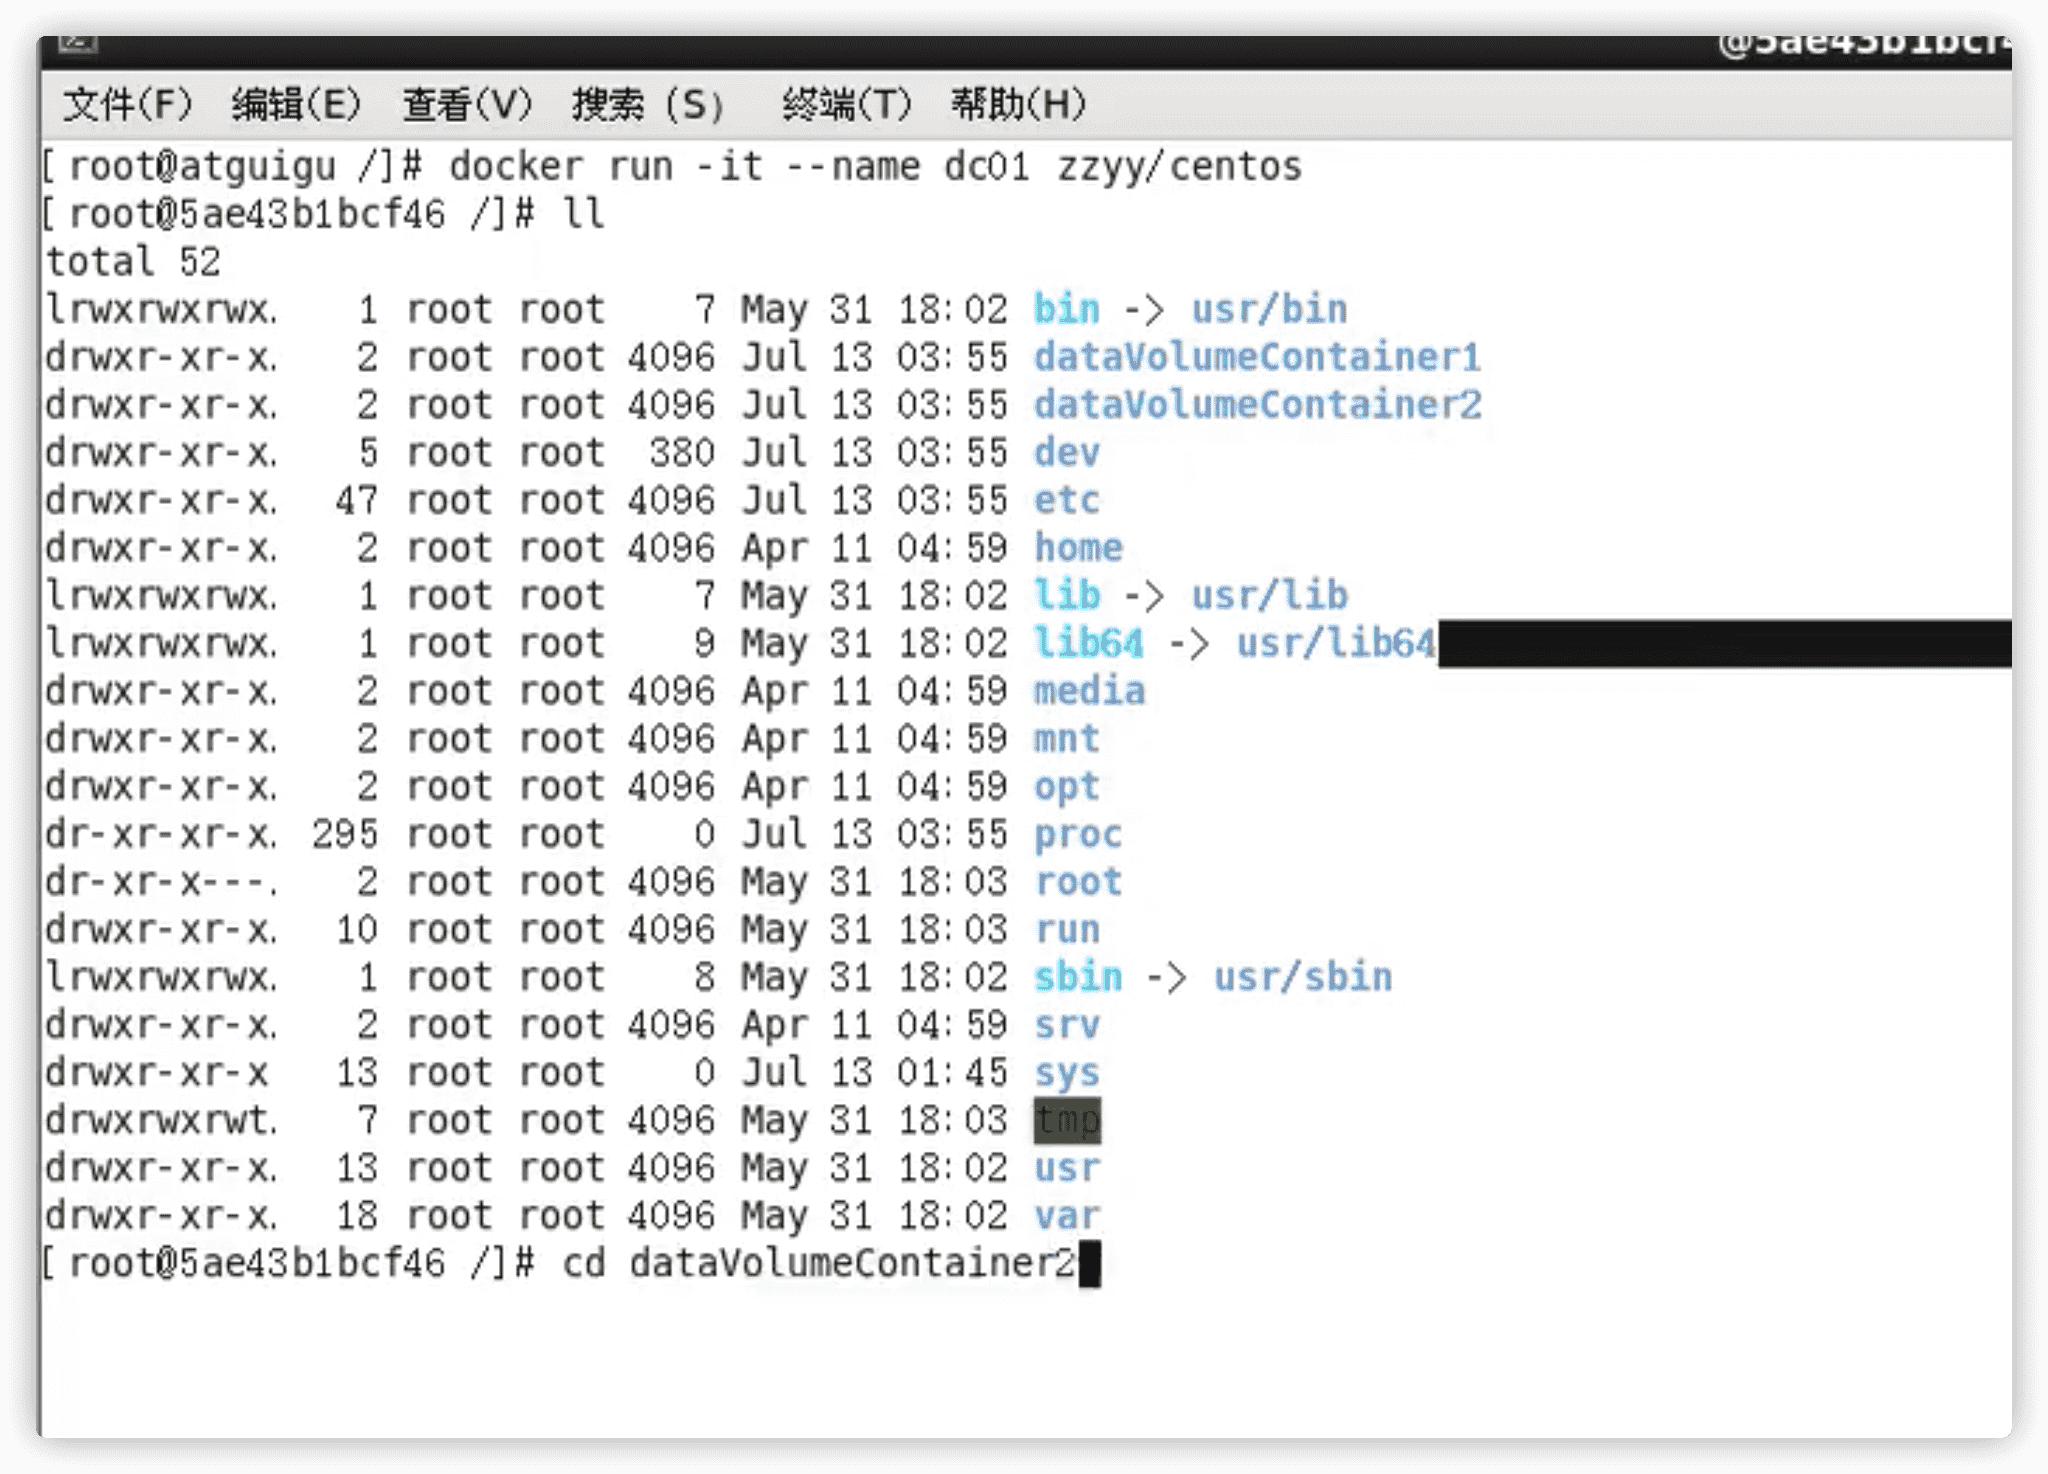 @5ae43b1bcf4
文件(F) 编辑(E) 查看(V) 搜索 (S) 终端(T) 帮助(H)
[root@atguigu /]# docker run -it --name dc01 zzyy/centos
[root@5ae43b1bcf46 /]# ll
total 52
lrwxrwxrwx. 1 root root 7 May 31 18:02 bin -> usr/bin
drwxr-xr-x. 2 root root 4096 Jul 13 03:55 dataVolumeContainer1
drwxr-xr-x. 2 root root 4096 Jul 13 03:55 dataVolumeContainer2
drwxr-xr-x. 5 root root 380 Jul 13 03:55 dev
drwxr-xr-x. 47 root root 4096 Jul 13 03:55 etc
drwxr-xr-x. 2 root root 4096 Apr 11 04:59 home
lrwxrwxrwx. 1 root root 7 May 31 18:02 lib -> usr/lib
lrwxrwxrwx. 1 root root 9 May 31 18:02 lib64 -> usr/lib64
drwxr-xr-x. 2 root root 4096 Apr 11 04:59 media
drwxr-xr-x. 2 root root 4096 Apr 11 04:59 mnt
drwxr-xr-x. 2 root root 4096 Apr 11 04:59 opt
dr-xr-xr-x. 295 root root 0 Jul 13 03:55 proc
dr-xr-x---. 2 root root 4096 May 31 18:03 root
drwxr-xr-x. 10 root root 4096 May 31 18:03 run
lrwxrwxrwx. 1 root root 8 May 31 18:02 sbin -> usr/sbin
drwxr-xr-x. 2 root root 4096 Apr 11 04:59 srv
drwxr-xr-x 13 root root 0 Jul 13 01:45 sys
drwxrwxrwt. 7 root root 4096 May 31 18:03 tmp
drwxr-xr-x. 13 root root 4096 May 31 18:02 usr
drwxr-xr-x. 18 root root 4096 May 31 18:02 var
[root@5ae43b1bcf46 /]# cd dataVolumeContainer2